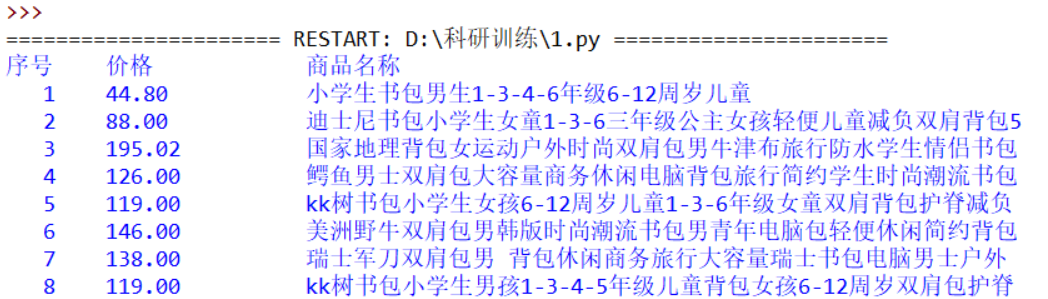 >>>
====================== RESTART: D:\科研训练\1.py ======================
序号 价格 商品名称
1 44.80 小学生书包男生1-3-4-6年级6-12周岁儿童
2 88.00 迪士尼书包小学生女童1-3-6三年级公主女孩轻便儿童减负双肩背包5
3 195.02 国家地理背包女运动户外时尚双肩包男牛津布旅行防水学生情侣书包
4 126.00 鳄鱼男士双肩包大容量商务休闲电脑背包旅行简约学生时尚潮流书包
5 119.00 kk树书包小学生女孩6-12周岁儿童1-3-6年级女童双肩背包护脊减负
6 146.00 美洲野牛双肩包男韩版时尚潮流书包男青年电脑包轻便休闲简约背包
7 138.00 瑞士军刀双肩包男 背包休闲商务旅行大容量瑞士书包电脑男士户外
8 119.00 kk树书包小学生男孩1-3-4-5年级儿童背包女孩6-12周岁双肩包护脊